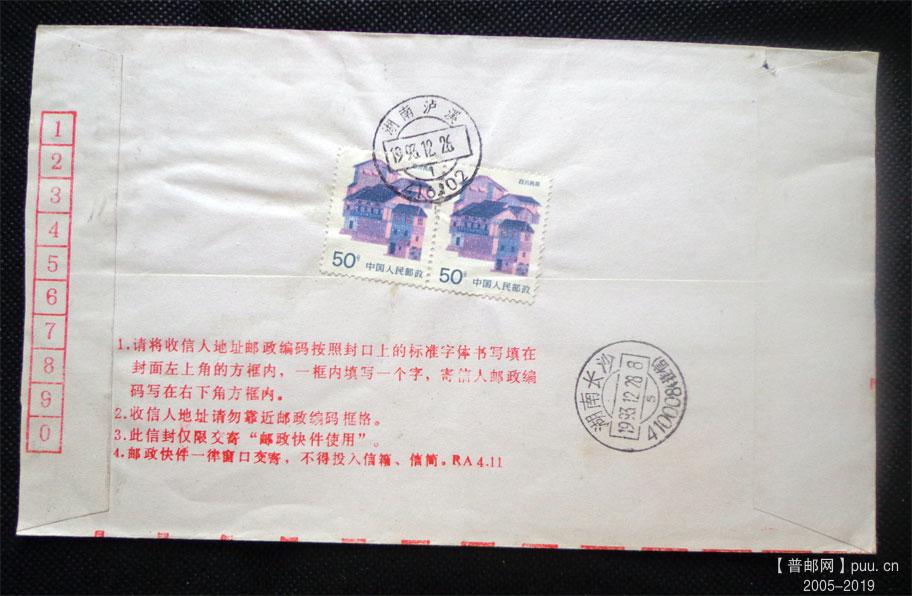 湖南泸溪
1993.12.26
1
416102
四川民居
50分
中国人民邮政
50分
中国人民邮政
1
2
3
4
5
6
7
8
9
0
1.请将收信人地址邮政编码按照封口上的标准字体书写填在
封面左上角的方框内，一框内填写一个字，寄信人邮政编
码写在右下角方框内。
2.收信人地址请勿靠近邮政编码框格。
3.此信封仅限交寄“邮政快件使用”。
4.邮政快件一律窗口交寄，不得投入信箱、信筒。RA4.11
湖南长沙
1993.12.28 8
S
410008
【普邮网】puu.cn
2005-2019